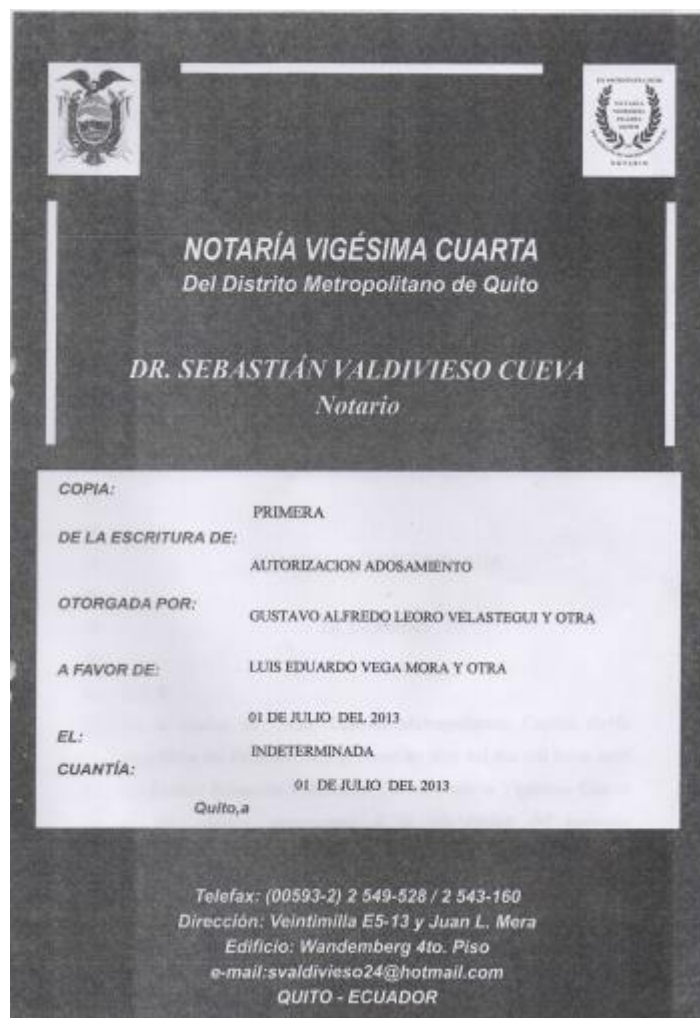 NOTARÍA VIGÉSIMA CUARTA
Del Distrito Metropolitano de Quito
DR. SEBASTIÁN VALDIVIESO CUEVA
Notario
COPIA:
PRIMERA
DE LA ESCRITURA DE:
AUTORIZACION ADOSAMIENTO
OTORGADA POR:
GUSTAVO ALFREDO LEORO VELASTEGUI Y OTRA
A FAVOR DE:
LUIS EDUARDO VEGA MORA Y OTRA
01 DE JULIO DEL 2013
EL:
INDETERMINADA
CUANTÍA:
01 DE JULIO DEL 2013
Quito,a
Telefax: (00593-2) 2 549-528 / 2 543-160
Dirección: Veintimilla E5-13 y Juan L. Mera
Edificio: Wandemberg 4to. Piso
e-mail:svaldivieso24@hotmail.com
QUITO - ECUADOR